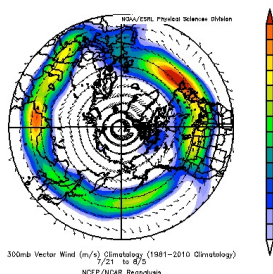 NOAA/ESRL Physical Sciences Division
300mb Vector Wind (m/s) Climatology (1981-2010 Climatology)
7/21 to 8/5
NCEP/NCAR Reanalysis